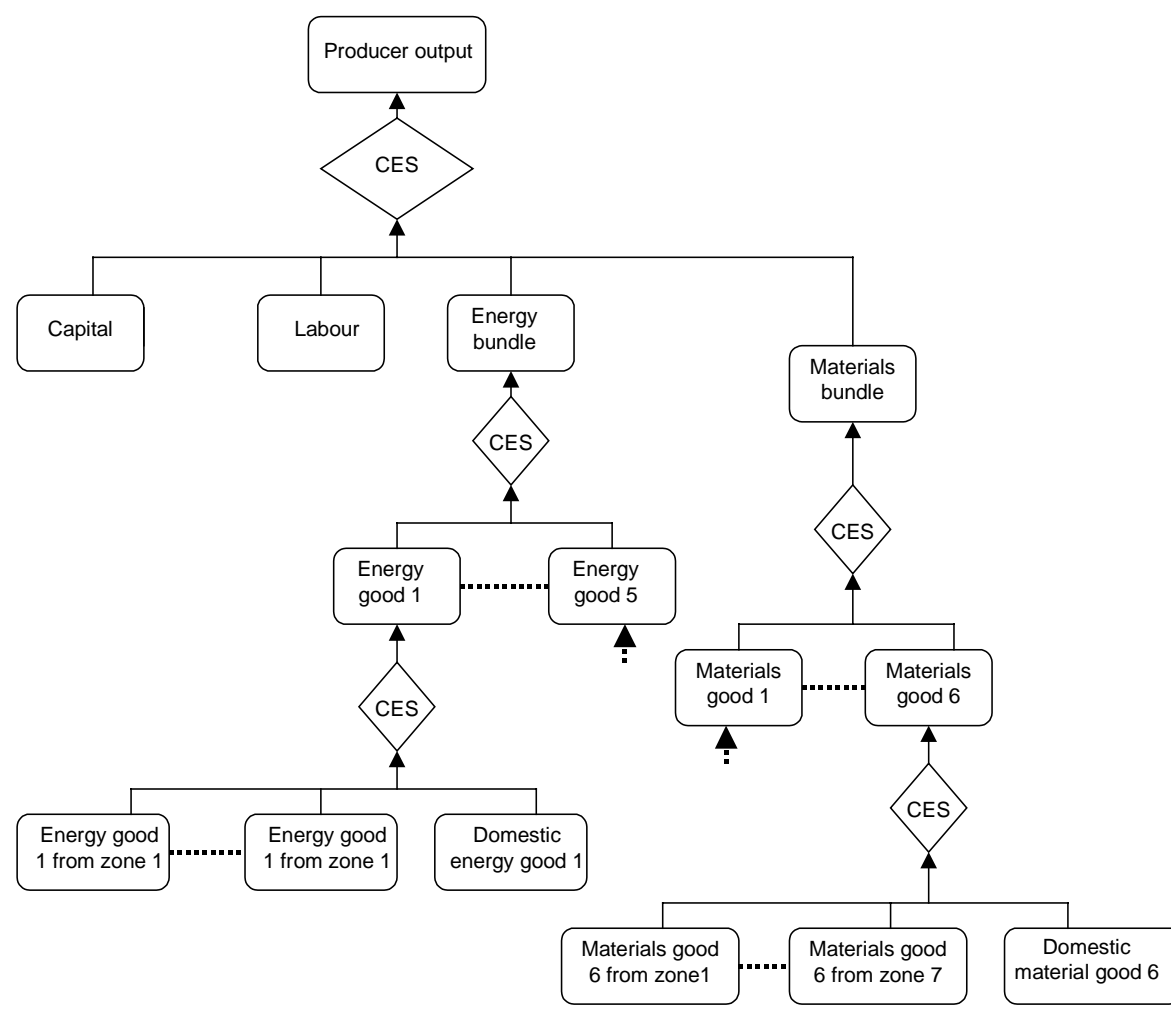 Producer output
CES
Capital
Labour
Energy
bundle
Materials
bundle
CES
CES
Energy
good 1
Energy
good 5
Materials
good 1
Materials
good 6
CES
CES
Energy good
1 from zone 1
Energy good
1 from zone 1
Domestic
energy good 1
Materials good
6 from zone1
Materials good
6 from zone 7
Domestic
material good 6